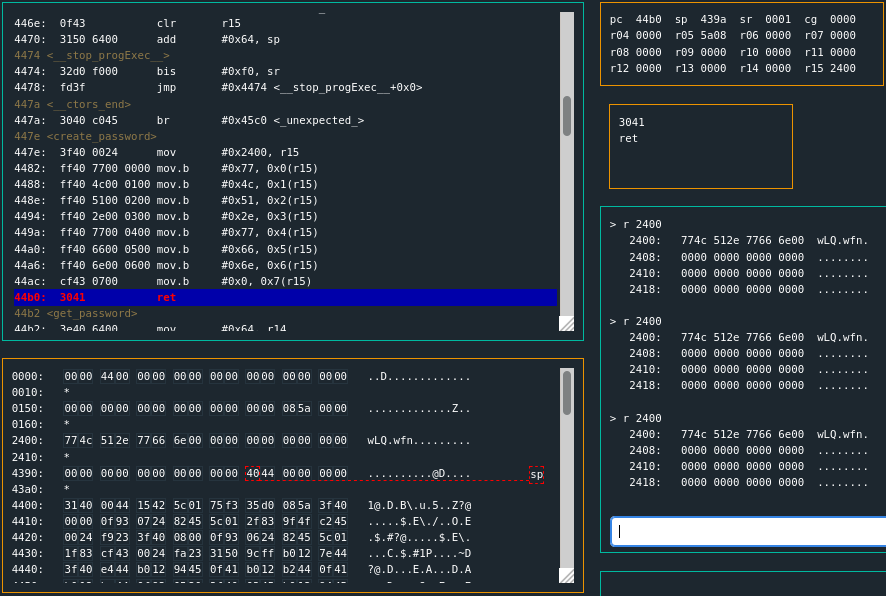 446e:  0f43           clr       r15
4470:  3150 6400      add       #0x64, sp
4474 <__stop_progExec__>
4474:  32d0 f000      bis       #0xf0, sr
4478:  fd3f           jmp       #0x4474 <__stop_progExec__+0x0>
447a <__ctors_end>
447a:  3040 c045      br        #0x45c0 <_unexpected_>
447e <create_password>
447e:  3f40 0024      mov       #0x2400, r15
4482:  ff40 7700 0000 mov.b     #0x77, 0x0(r15)
4488:  ff40 4c00 0100 mov.b     #0x4c, 0x1(r15)
448e:  ff40 5100 0200 mov.b     #0x51, 0x2(r15)
4494:  ff40 2e00 0300 mov.b     #0x2e, 0x3(r15)
449a:  ff40 7700 0400 mov.b     #0x77, 0x4(r15)
44a0:  ff40 6600 0500 mov.b     #0x66, 0x5(r15)
44a6:  ff40 6e00 0600 mov.b     #0x6e, 0x6(r15)
44ac:  cf43 0700      mov.b     #0x0, 0x7(r15)
44b0:  3041           ret
44b2 <get_password>
44b2:  3e40 6400      mov       #0x64, r14
pc  44b0  sp  439a  sr  0001  cg  0000
r04 0000  r05 5a08  r06 0000  r07 0000
r08 0000  r09 0000  r10 0000  r11 0000
r12 0000  r13 0000  r14 0000  r15 2400
3041
ret
> r 2400
2400:   774c 512e 7766 6e00  wLQ.wfn.
2408:   0000 0000 0000 0000  ........
2410:   0000 0000 0000 0000  ........
2418:   0000 0000 0000 0000  ........
> r 2400
2400:   774c 512e 7766 6e00  wLQ.wfn.
2408:   0000 0000 0000 0000  ........
2410:   0000 0000 0000 0000  ........
2418:   0000 0000 0000 0000  ........
> r 2400
2400:   774c 512e 7766 6e00  wLQ.wfn.
2408:   0000 0000 0000 0000  ........
2410:   0000 0000 0000 0000  ........
2418:   0000 0000 0000 0000  ........
0000:   0000 4400 0000 0000 0000 0000 0000 0000   ..D.............
0010:   *
0150:   0000 0000 0000 0000 0000 0000 085a 0000   .............Z..
0160:   *
2400:   774c 512e 7766 6e00 0000 0000 0000 0000   wLQ.wfn.........
2410:   *
4390:   0000 0000 0000 0000 0000 4044 0000 0000   ..........@D....   sp
43a0:   *
4400:   3140 0044 1542 5c01 75f3 35d0 085a 3f40   1@.D.B\.u.5..Z?@
4410:   0000 0f93 0724 8245 5c01 2f83 9f4f c245   .....$.E\./..O.E
4420:   0024 f923 3f40 0800 0f93 0624 8245 5c01   .$.#?@.....$.E\.
4430:   1f83 cf43 0024 fa23 3150 9cff b012 7e44   ...C.$.#1P....~D
4440:   3f40 e444 b012 9445 0f41 b012 b244 0f41   ?@.D...E.A...D.A